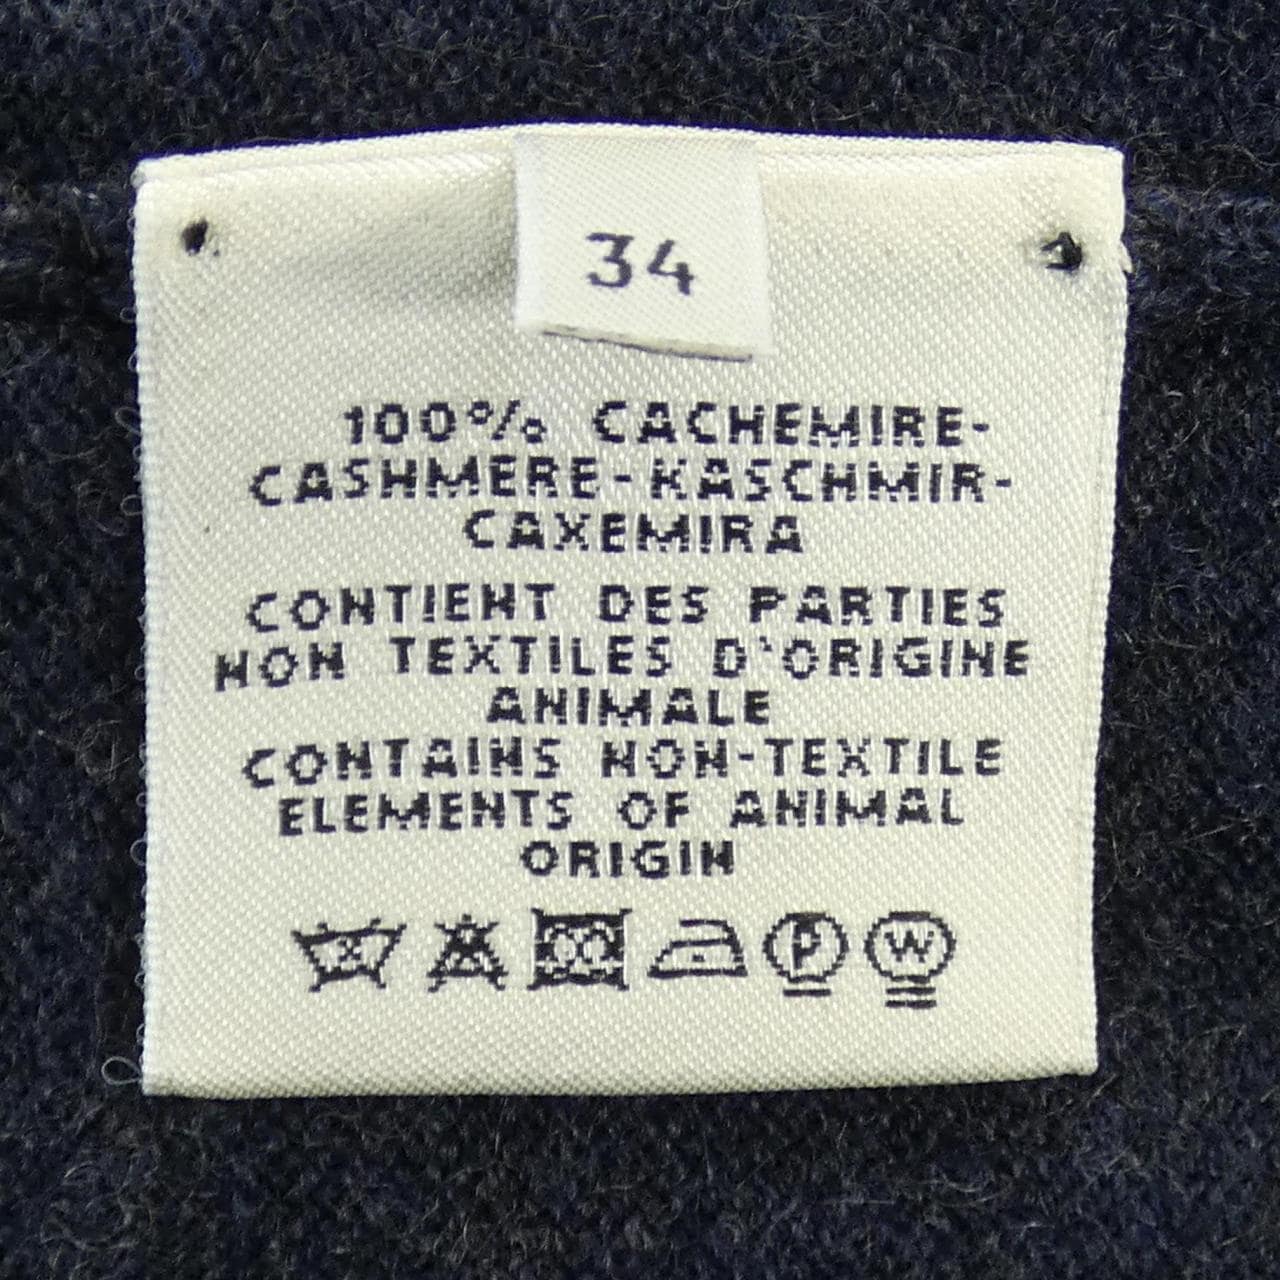 34
100% CACHEMIRE-
CASHMERE-KASCHMIR-
CAXEMIRA
CONTIENT DES PARTIES
NON TEXTILES D'ORIGINE
ANIMALE
CONTAINS NON-TEXTILE
ELEMENTS OF ANIMAL
ORIGIN
P W